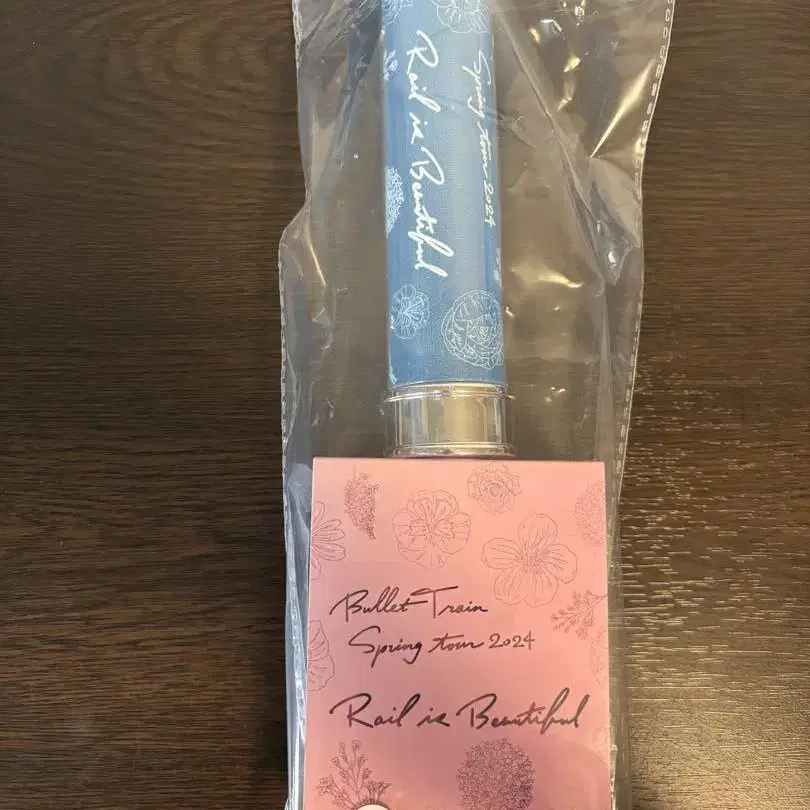 Spring tour 2024
Rail is Beautiful
Bullet Train
Spring tour 2024
Rail is Beautiful